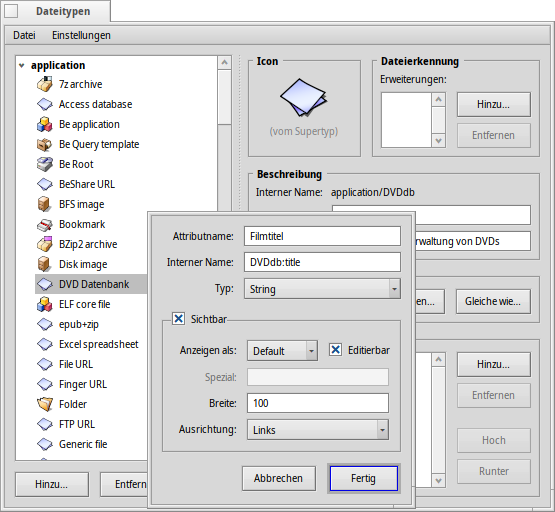 Dateitypen
Datei Einstellungen
application
7z archive
Access database
Be application
Be Query template
Be Root
BeShare URL
BFS image
Bookmark
BZip2 archive
Disk image
DVD Datenbank
ELF core file
epub+zip
Excel spreadsheet
File URL
Finger URL
Folder
FTP URL
Generic file
Hinzu...
Entfern
Icon
(vom Supertyp)
Dateierkennung
Erweiterungen:
Hinzu...
Entfernen
Beschreibung
Interner Name: application/DVDdb
rwaltung von DVDs
en... Gleiche wie...
Hinzu...
Entfernen
Hoch
Runter
Attributname: Filmtitel
Interner Name: DVDdb:title
Typ: String
Sichtbar
Anzeigen als: Default Editierbar
Spezial:
Breite: 100
Ausrichtung: Links
Abbrechen Fertig